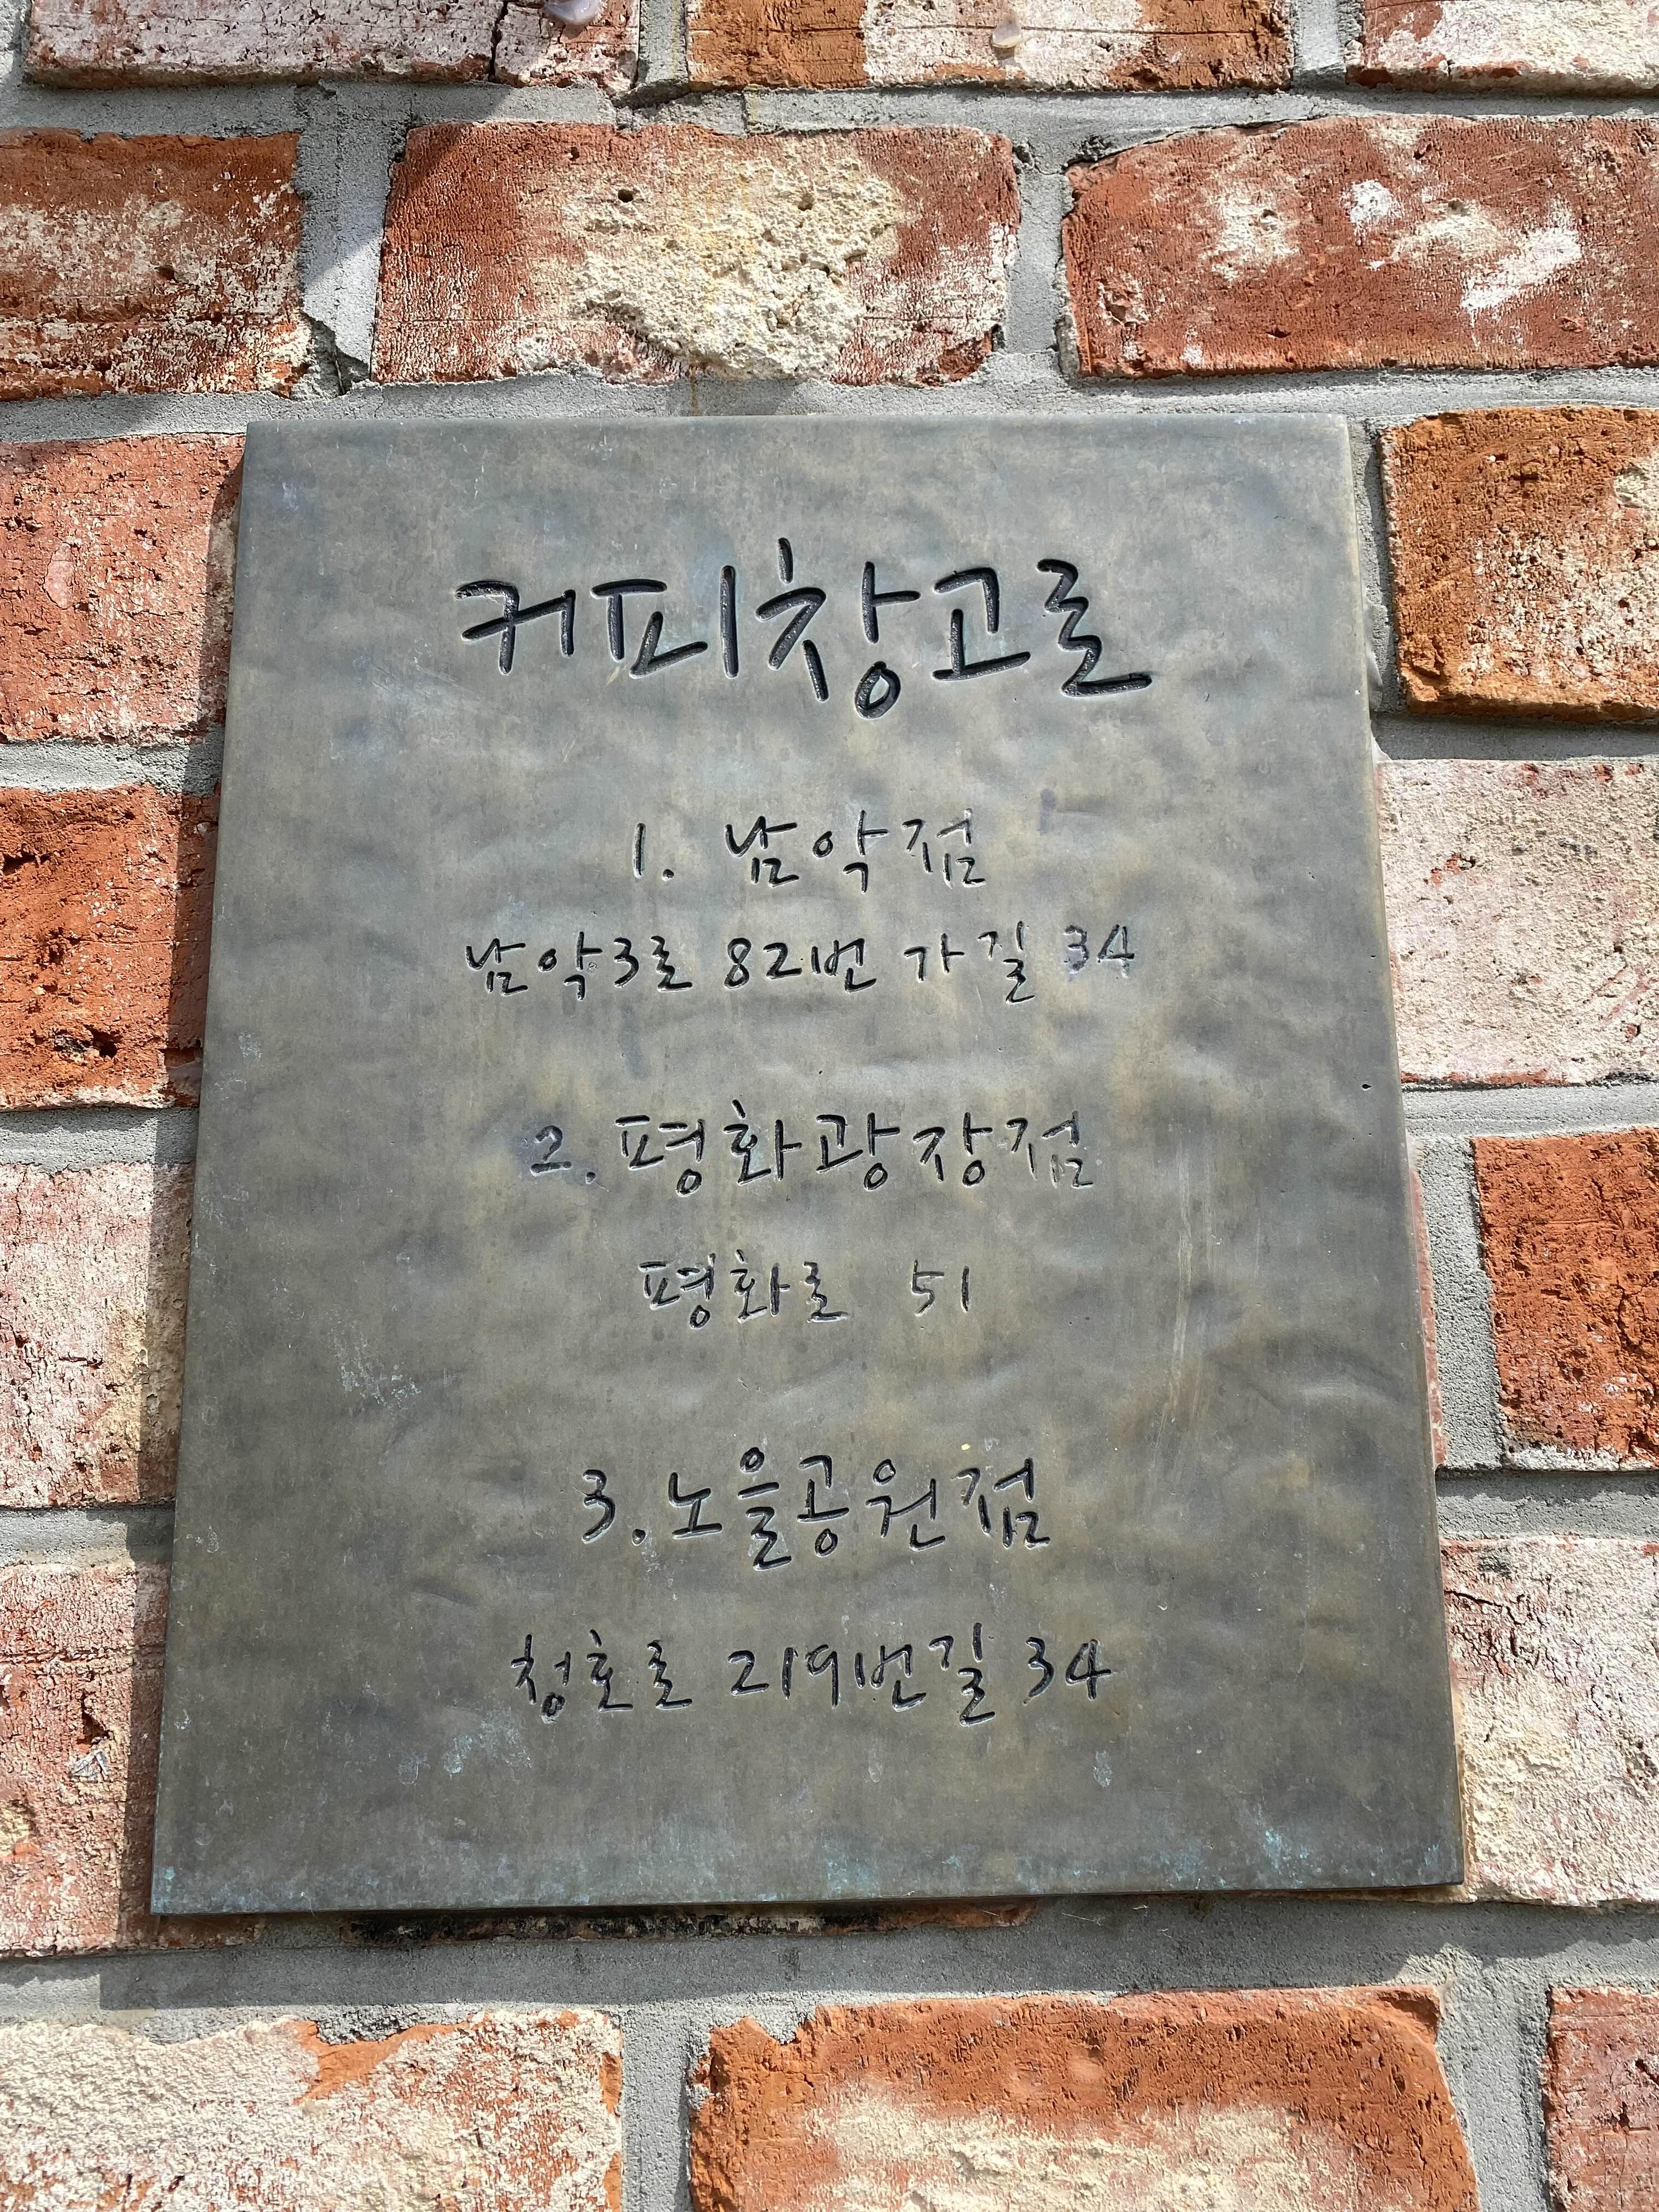 커피창고로
1. 남악점
남악3로 82번 가길 34
2. 평화광장점
평화로 51
3. 노을공원점
청호로 219번길 34